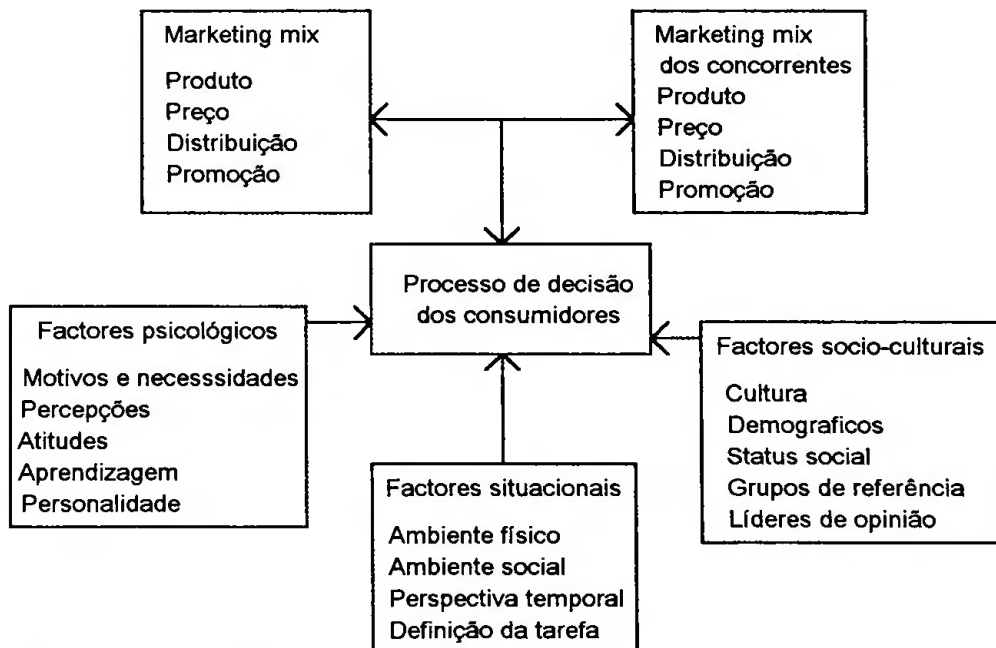 Marketing mix
Produto
Preço
Distribuição
Promoção
Marketing mix
dos concorrentes
Produto
Preço
Distribuição
Promoção
Processo de decisão
dos consumidores
Factores psicológicos
Motivos e necesssidades
Percepções
Atitudes
Aprendizagem
Personalidade
Factores situacionais
Ambiente físico
Ambiente social
Perspectiva temporal
Definição da tarefa
Factores socio-culturais
Cultura
Demograficos
Status social
Grupos de referência
Líderes de opinião